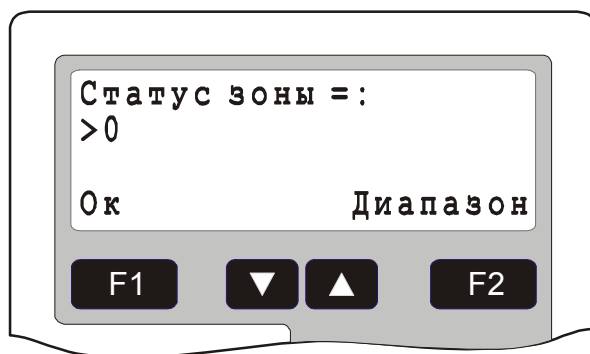 Статус зоны =:
>0
Ок Диапазон
F1 ▼ ▲ F2